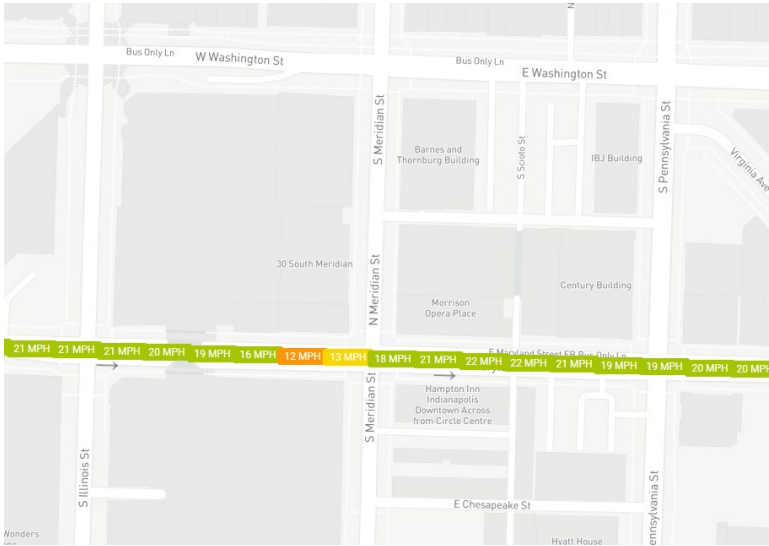 N
Bus Only Ln
W Washington St
Bus Only Ln
E Washington St
S Meridian St
S Scioto St
S Pennsylvania St
Virginia Ave
Barnes and
Thornburg Building
IBJ Building
30 South Meridian
N Meridian St
Century Building
Morrison
Opera Place
E Maryland Street EB Bus Only Ln
21 MPH 21 MPH 21 MPH 20 MPH 19 MPH 16 MPH 12 MPH 13 MPH 18 MPH 21 MPH 22 MPH 22 MPH 21 MPH 19 MPH 19 MPH 20 MPH 20 MPH
Hampton Inn
Indianapolis
Downtown Across
from Circle Centre
S Meridian St
S Illinois St
E Chesapeake St
ennsylvania St
Wonders
Hyatt House